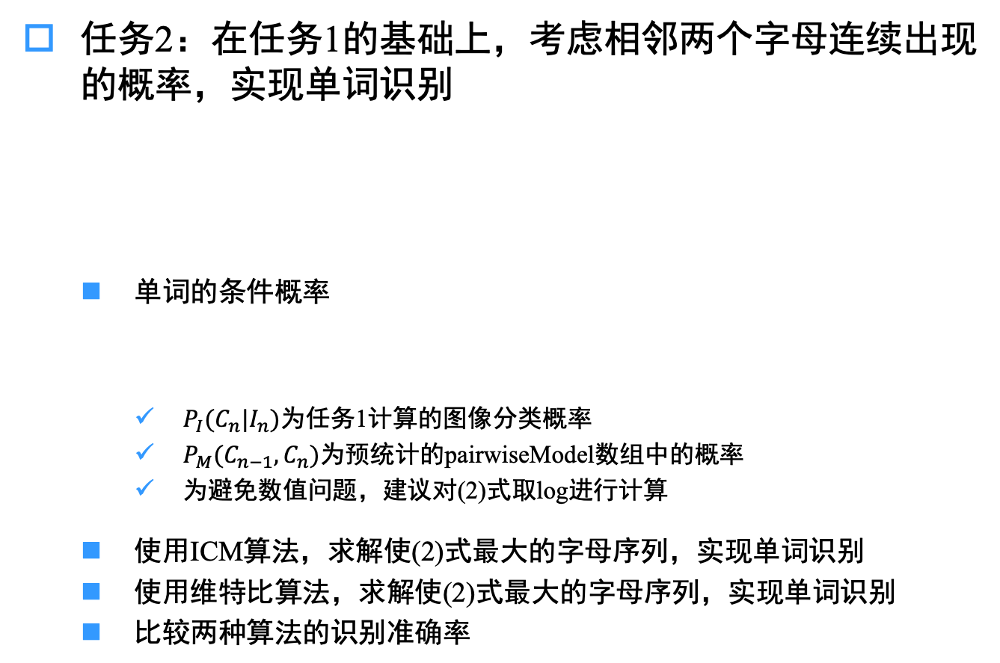 任务2：在任务1的基础上，考虑相邻两个字母连续出现
的概率，实现单词识别
单词的条件概率
✓ P_I(C_n|I_n)为任务1计算的图像分类概率
✓ P_M(C_{n−1}, C_n)为预统计的pairwiseModel数组中的概率
✓ 为避免数值问题，建议对(2)式取log进行计算
使用ICM算法，求解使(2)式最大的字母序列，实现单词识别
使用维特比算法，求解使(2)式最大的字母序列，实现单词识别
比较两种算法的识别准确率